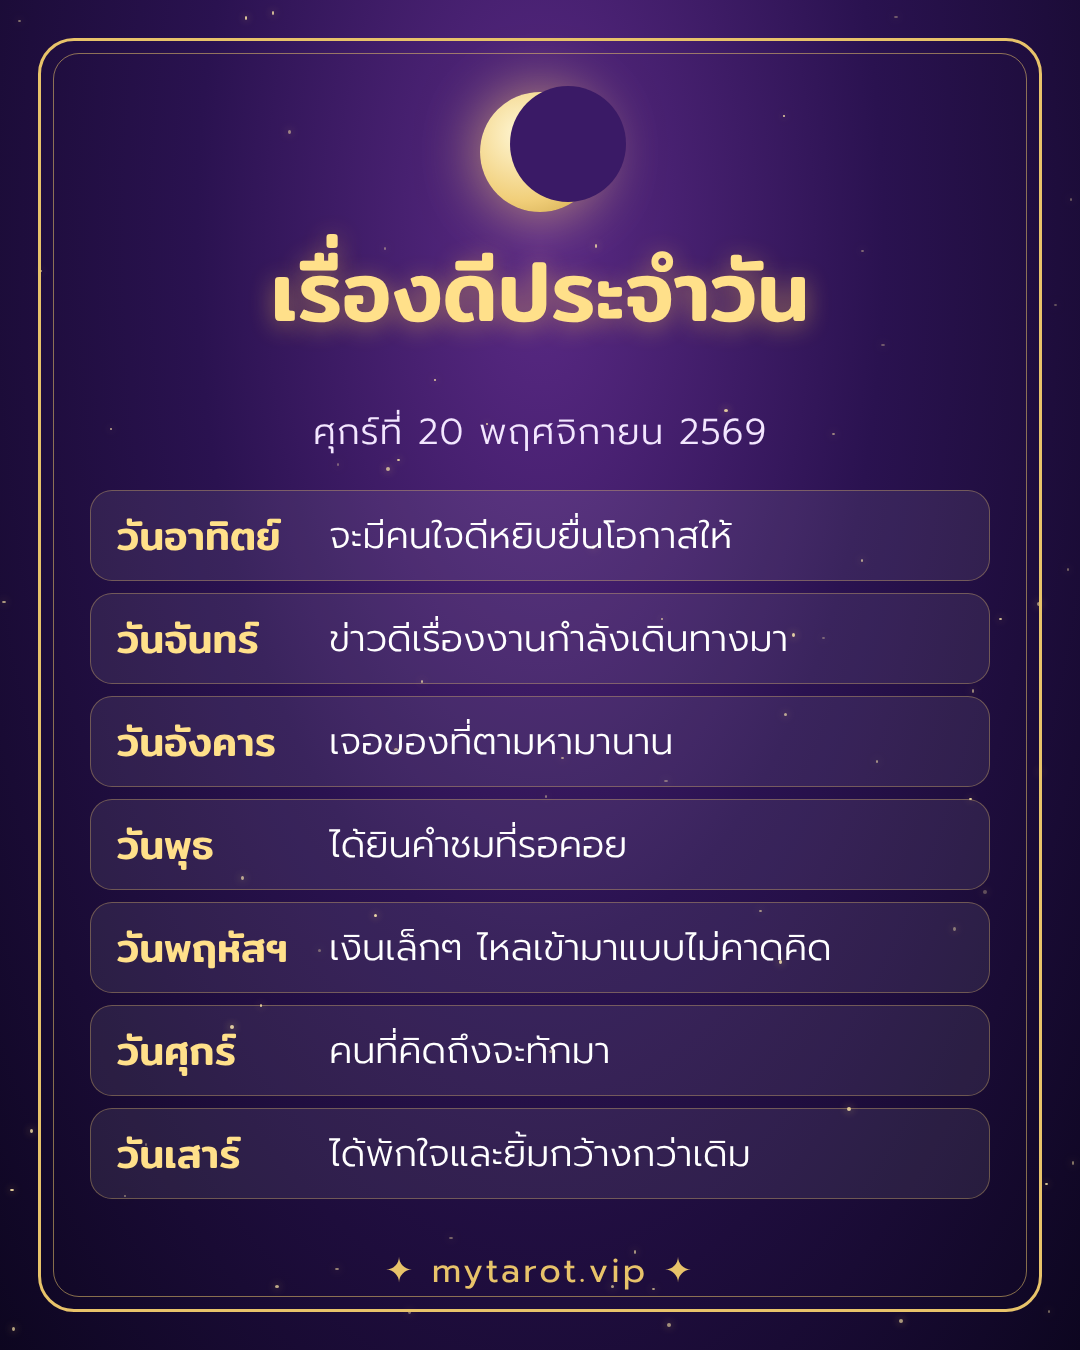 เรื่องดีประจำวัน
ศุกร์ที่ 20 พฤศจิกายน 2569
วันอาทิตย์ จะมีคนใจดีหยิบยื่นโอกาสให้
วันจันทร์ ข่าวดีเรื่องงานกำลังเดินทางมา
วันอังคาร เจอของที่ตามหามานาน
วันพุธ ได้ยินคำชมที่รอคอย
วันพฤหัสฯ เงินเล็กๆ ไหลเข้ามาแบบไม่คาดคิด
วันศุกร์ คนที่คิดถึงจะทักมา
วันเสาร์ ได้พักใจและยิ้มกว้างกว่าเดิม
✦ mytarot.vip ✦